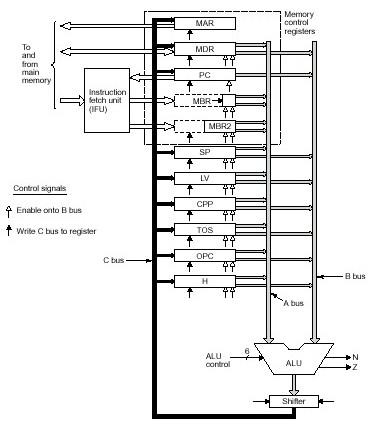 MAR
Memory
control
registers
To
and
from
main
memory
MDR
PC
Instruction
fetch unit
(IFU)
MBR
MBR2
SP
LV
Control signals
CPP
Enable onto B bus
TOS
Write C bus to register
OPC
C bus
B bus
H
A bus
ALU
control
6
ALU
N
Z
Shifter